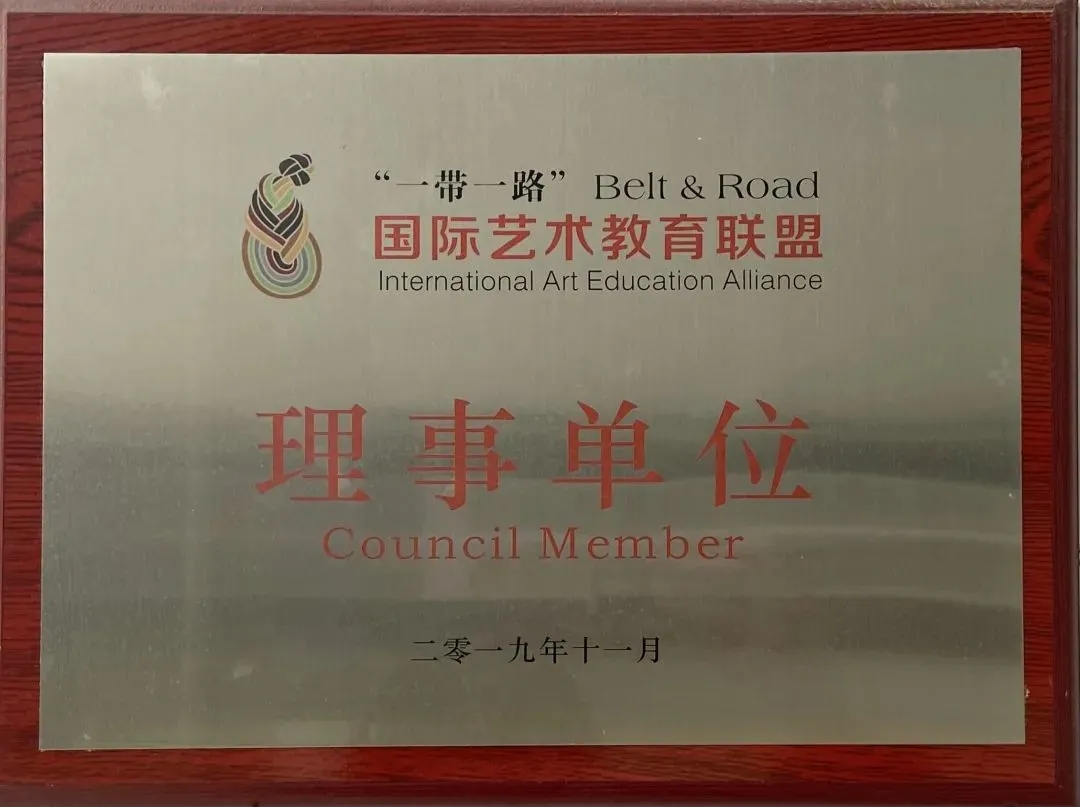 “一带一路” Belt & Road
国际艺术教育联盟
International Art Education Alliance
理事单位
Council Member
二零一九年十一月